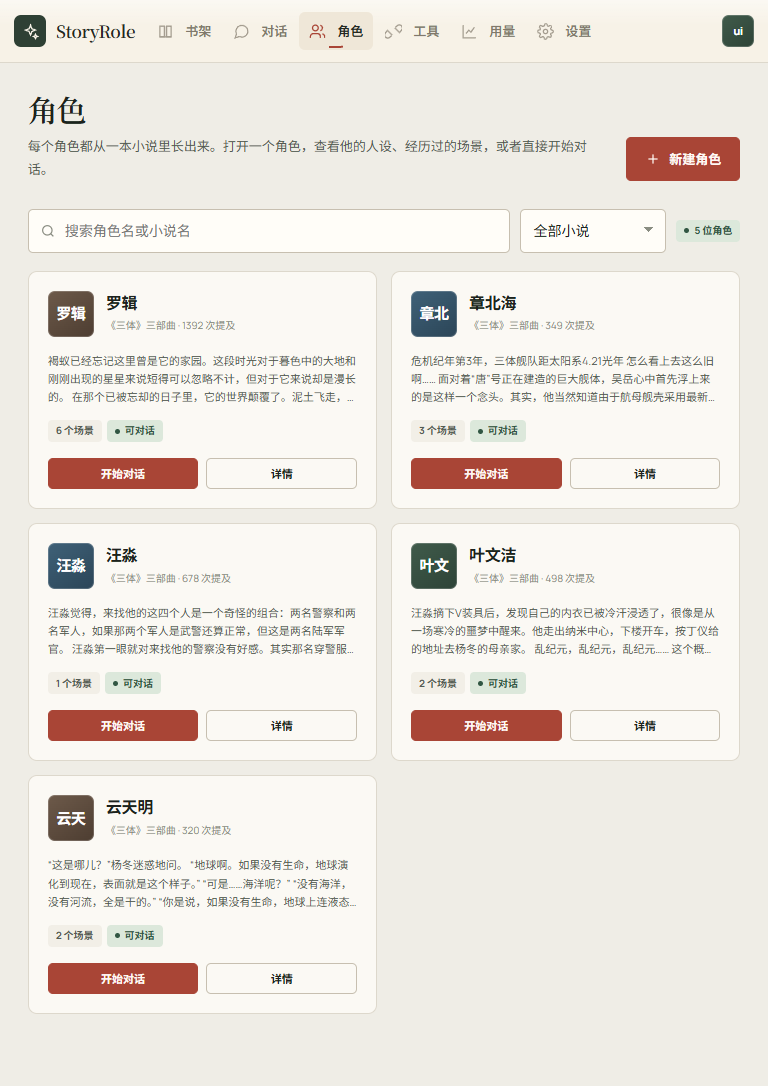 StoryRole
书架
对话
角色
工具
用量
设置
ui
角色
每个角色都从一本小说里长出来。打开一个角色，查看他的人设、经历过的场景，或者直接开始对
话。
新建角色
搜索角色名或小说名
全部小说
5 位角色
罗辑
罗辑
《三体》三部曲 · 1392 次提及
褐蚁已经忘记这里曾是它的家园。这段时光对于暮色中的大地和
刚刚出现的星星来说短得可以忽略不计，但对于它来说却是漫长
的。 在那个已被忘却的日子里，它的世界颠覆了。泥土飞走，...
6 个场景
可对话
开始对话
详情
章北
章北海
《三体》三部曲 · 349 次提及
危机纪年第3年，三体舰队距太阳系4.21光年 怎么看上去这么旧
啊…… 面对着“唐”号正在建造的巨大舰体，吴岳心中首先浮上来
的是这样一个念头。其实，他当然知道由于航母舰壳采用最新...
3 个场景
可对话
开始对话
详情
汪淼
汪淼
《三体》三部曲 · 678 次提及
汪淼觉得，来找他的这四个人是一个奇怪的组合：两名警察和两
名军人，如果那两个军人是武警还算正常，但这是两名陆军军
官。 汪淼第一眼就对来找他的警察没有好感。其实那名穿警服...
1 个场景
可对话
开始对话
详情
叶文
叶文洁
《三体》三部曲 · 498 次提及
汪淼摘下V装具后，发现自己的内衣已被冷汗浸透了，很像是从
一场寒冷的噩梦中醒来。他走出纳米中心，下楼开车，按丁仪给
的地址去杨冬的母亲家。 乱纪元，乱纪元，乱纪元…… 这个概...
2 个场景
可对话
开始对话
详情
云天
云天明
《三体》三部曲 · 320 次提及
“这是哪儿？”杨冬迷惑地问。 “地球啊。如果没有生命，地球演
化到现在，表面就是这个样子。” “可是……海洋呢？” “没有海洋，
没有河流，全是干的。” “你是说，如果没有生命，地球上连液态...
2 个场景
可对话
开始对话
详情